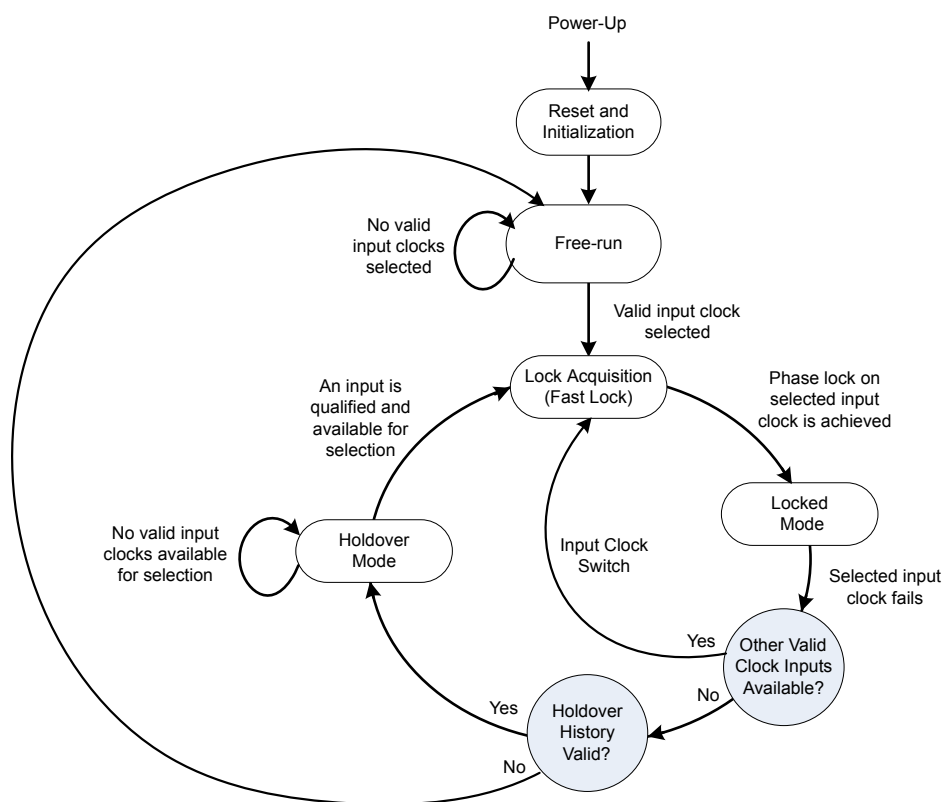 Power-Up
Reset and
Initialization
No valid
input clocks
selected
Free-run
Valid input clock
selected
An input is
qualified and
available for
selection
Lock Acquisition
(Fast Lock)
Phase lock on
selected input
clock is achieved
Locked
Mode
No valid input
clocks available
for selection
Holdover
Mode
Input Clock
Switch
Selected input
clock fails
Yes
Other Valid
Clock Inputs
Available?
No
Yes
Holdover
History
Valid?
No